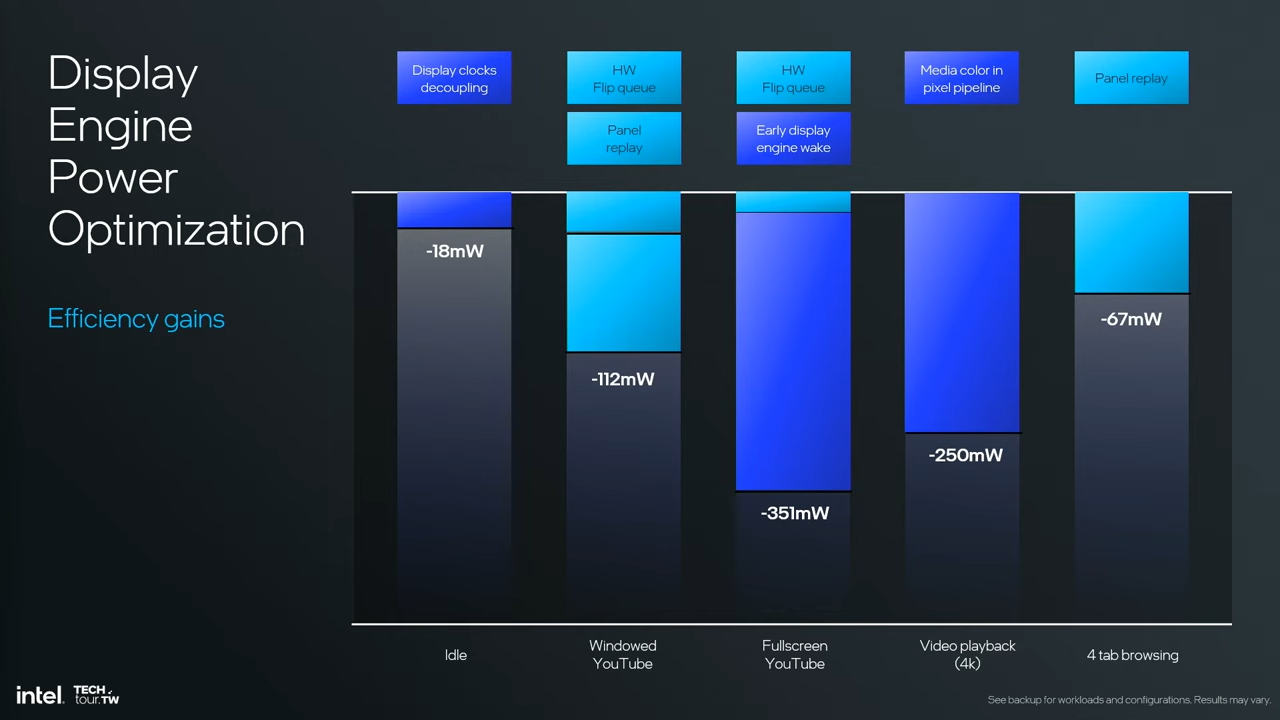 Display
Engine
Power
Optimization
Efficiency gains
Display clocks
decoupling
HW
Flip queue
Panel
replay
HW
Flip queue
Early display
engine wake
Media color in
pixel pipeline
Panel replay
-18mW
-112mW
-351mW
-250mW
-67mW
Idle
Windowed
YouTube
Fullscreen
YouTube
Video playback
(4k)
4 tab browsing
intel.
TECH
tour.TW
See backup for workloads and configurations. Results may vary.